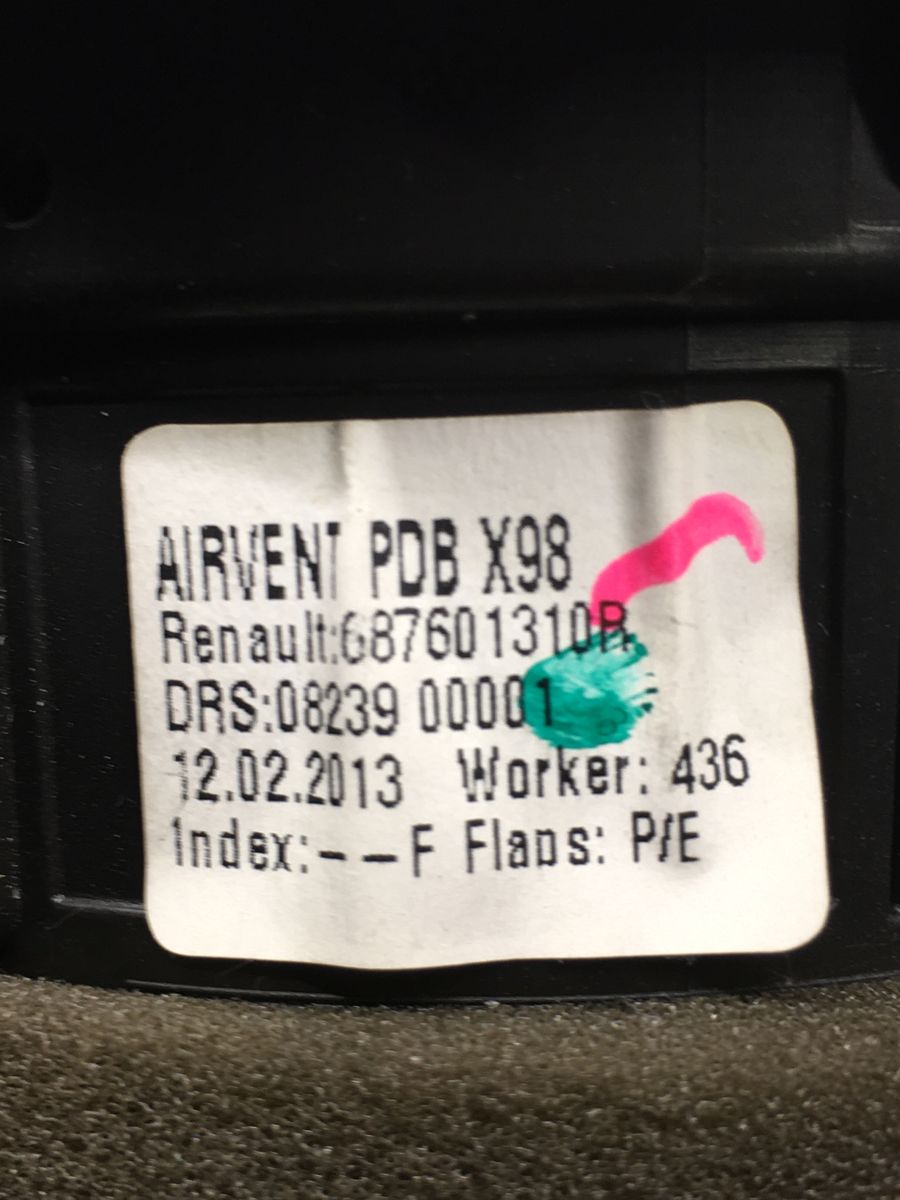 AIRVENT PDB X98
Renault:687601310R
DRS:08239 00001
12.02.2013 Worker: 436
Index:--F Flaps: P/E